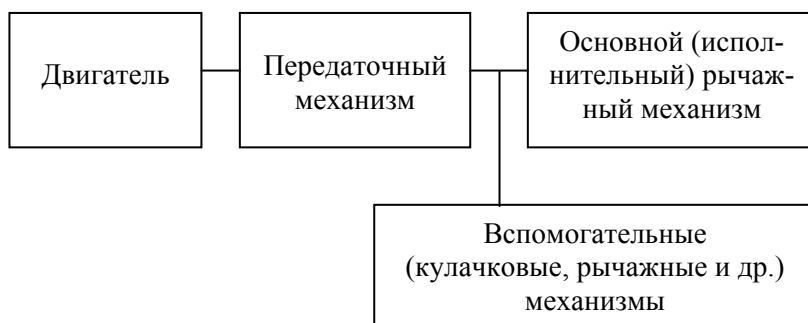 Двигатель
Передаточный
механизм
Основной (испол-
нительный) рычаж-
ный механизм
Вспомогательные
(кулачковые, рычажные и др.)
механизмы